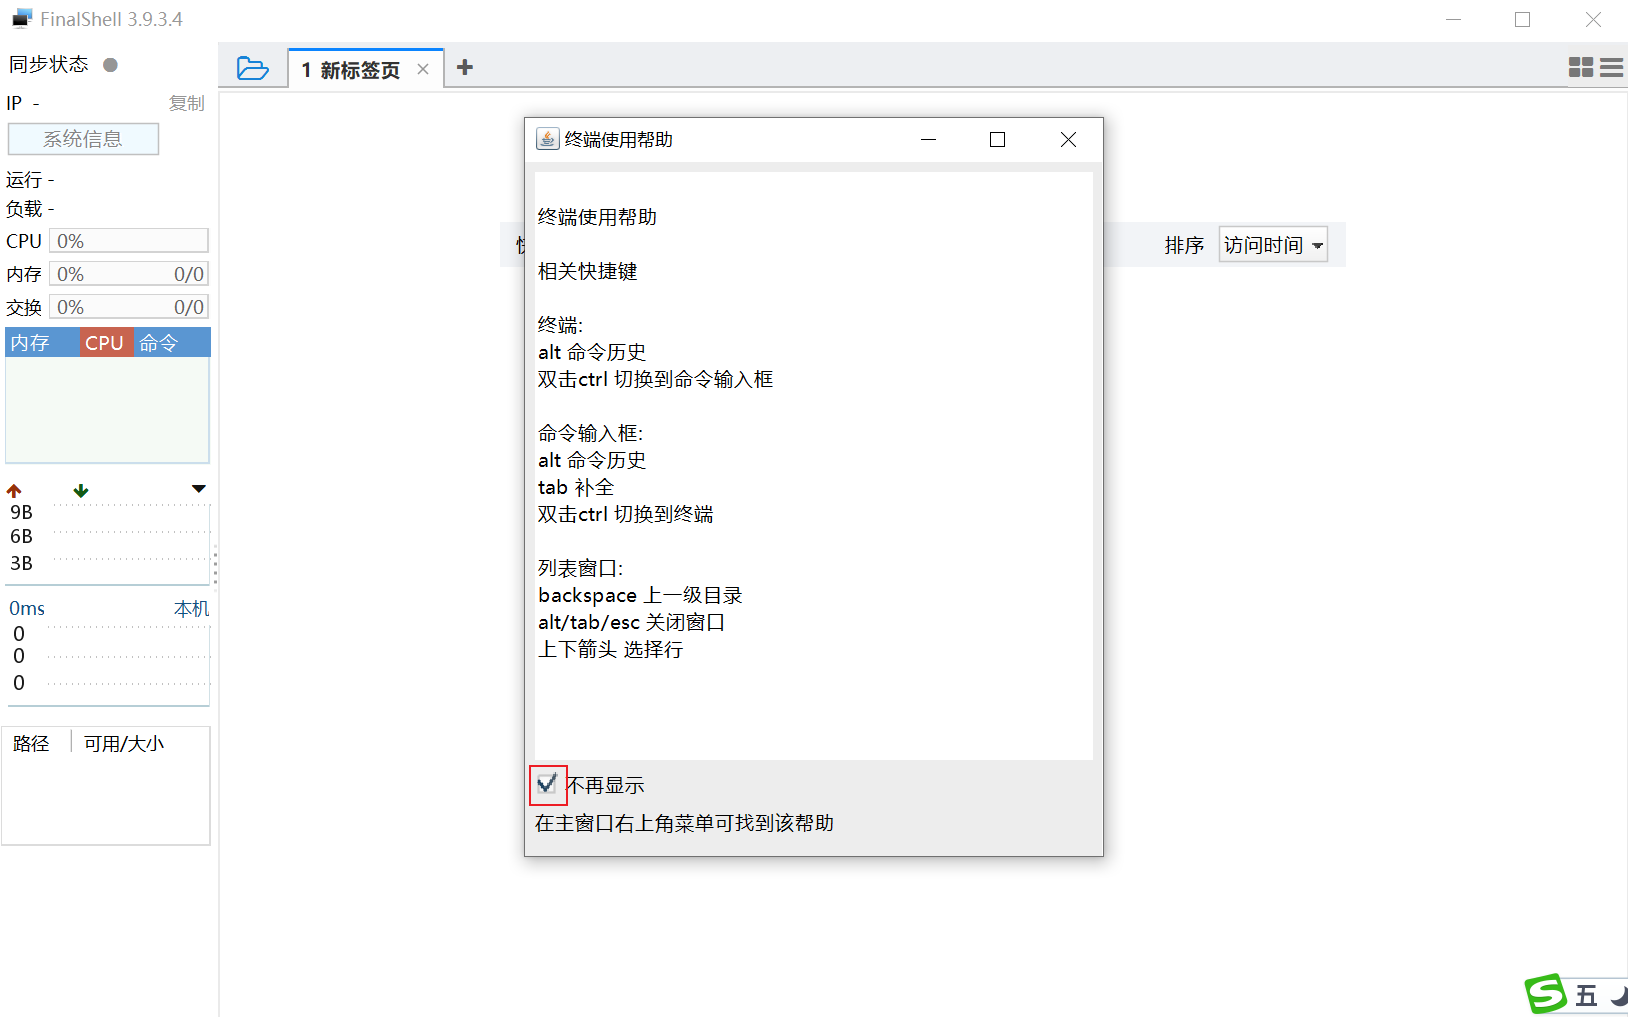 FinalShell 3.9.3.4
同步状态
IP -
复制
系统信息
运行 -
负载 -
CPU 0%
内存 0% 0/0
交换 0% 0/0
内存 CPU 命令
9B
6B
3B
0ms 本机
0
0
0
路径 可用/大小
1 新标签页
排序 访问时间
终端使用帮助
终端使用帮助
相关快捷键
终端:
alt 命令历史
双击ctrl 切换到命令输入框
命令输入框:
alt 命令历史
tab 补全
双击ctrl 切换到终端
列表窗口:
backspace 上一级目录
alt/tab/esc 关闭窗口
上下箭头 选择行
不再显示
在主窗口右上角菜单可找到该帮助
S 五